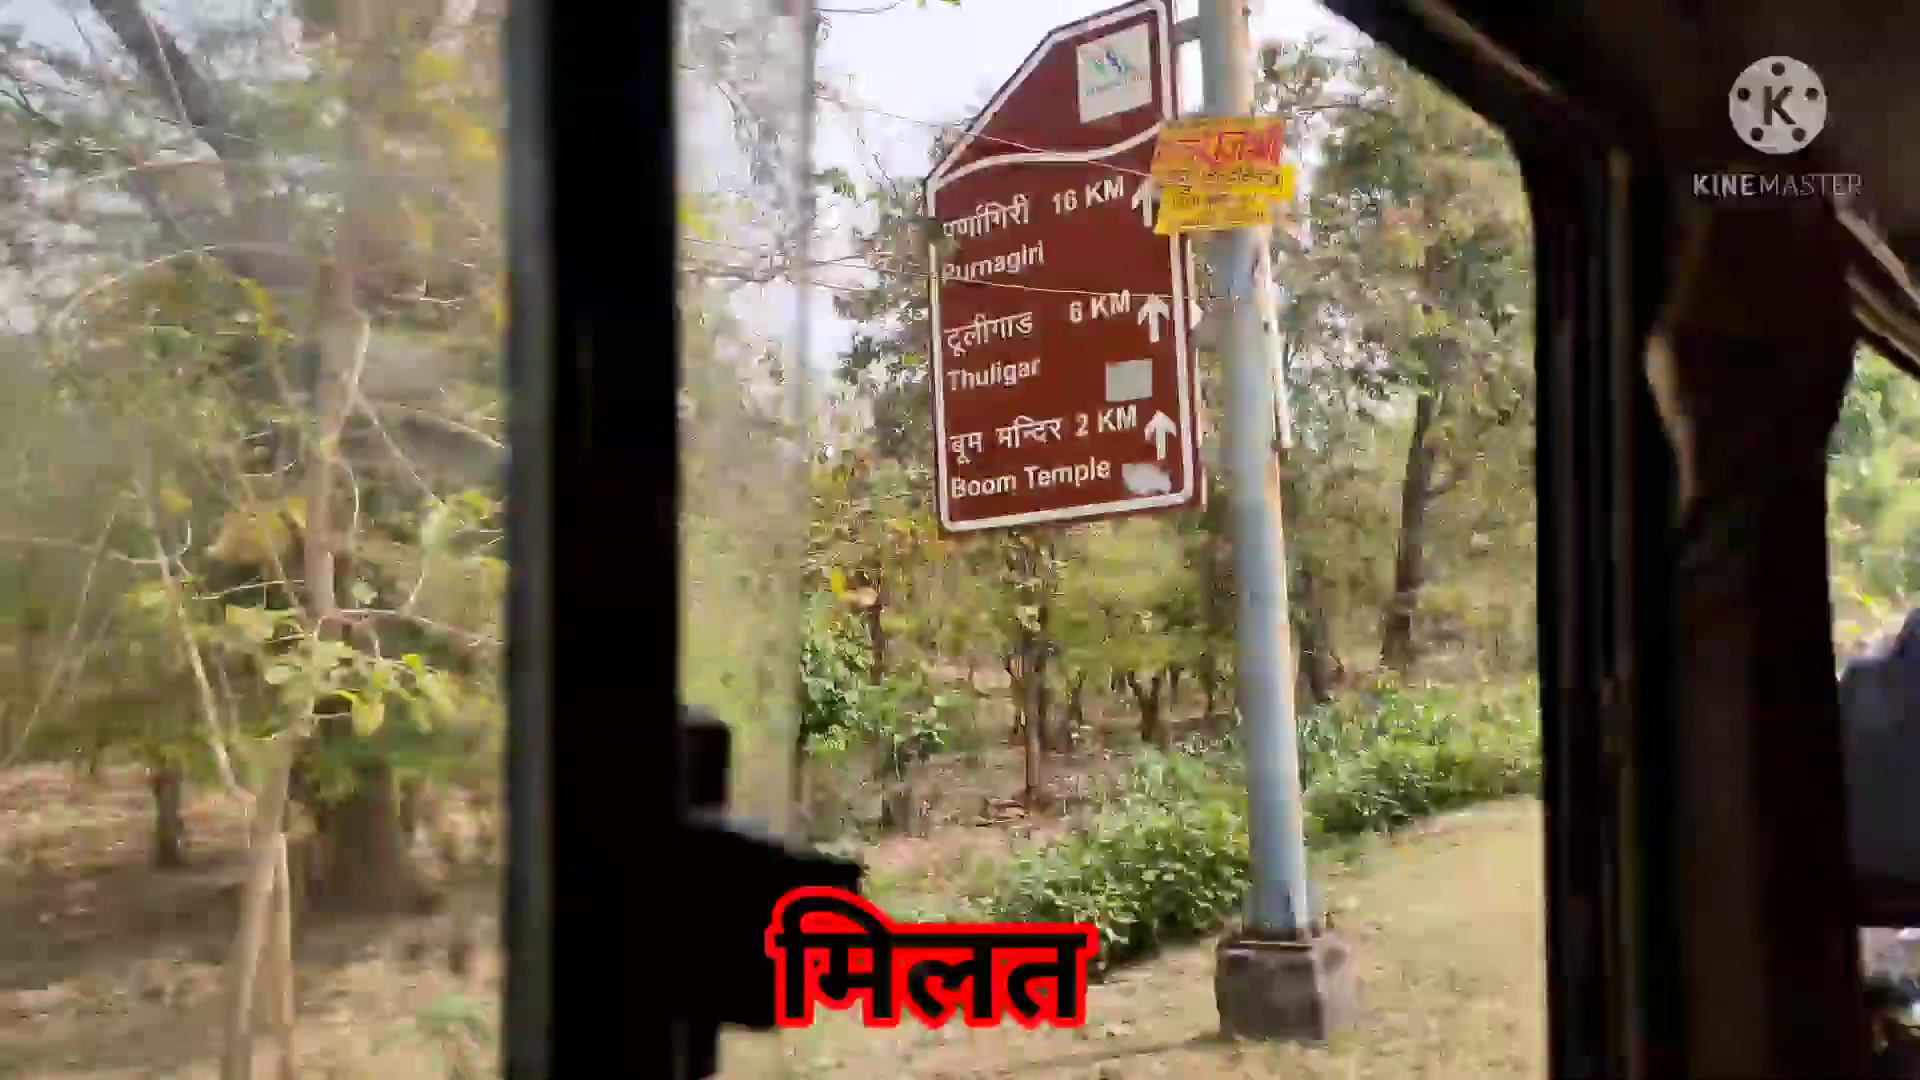 पूर्णागिरी 16 KM
Purnagiri
टूलीगाड 6 KM
Thuligar
बूम मन्दिर 2 KM
Boom Temple
KINEMASTER
मिलत